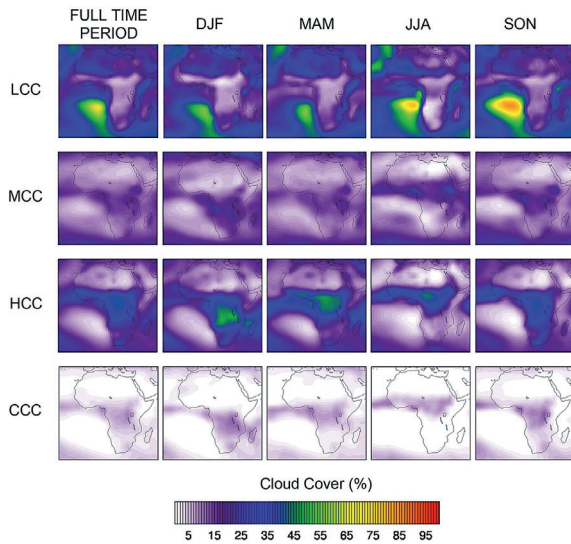 FULL TIME PERIOD DJF MAM JJA SON
LCC
MCC
HCC
CCC
Cloud Cover (%)
5 15 25 35 45 55 65 75 85 95